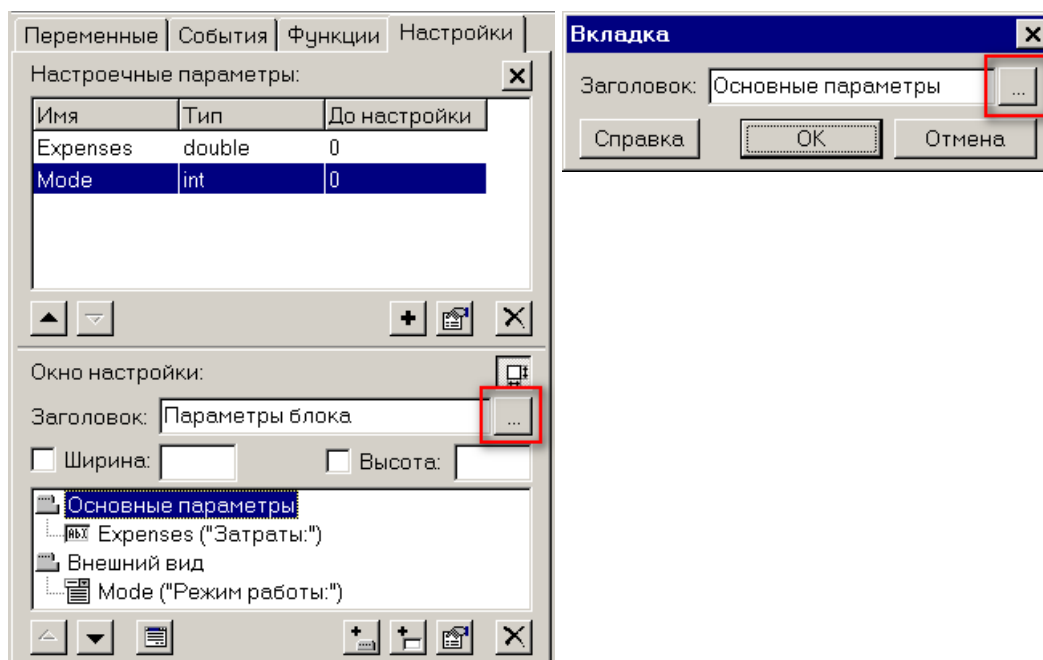 Переменные События Функции Настройки
Настроечные параметры:
Имя Тип До настройки
Expenses double 0
Mode int 0
Окно настройки:
Заголовок: Параметры блока ...
Ширина: Высота:
Основные параметры
Expenses ("Затраты:")
Внешний вид
Mode ("Режим работы:")
Вкладка
Заголовок: Основные параметры ...
Справка OK Отмена